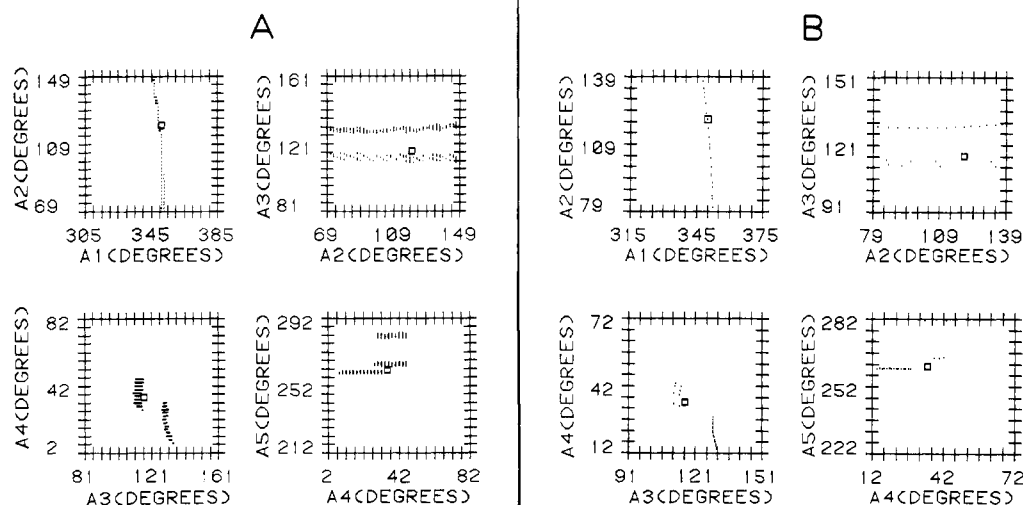 A
B
A2(DEGREES)
149
109
69
305 345 385
A1(DEGREES)
A3(DEGREES)
161
121
81
69 109 149
A2(DEGREES)
A2(DEGREES)
139
109
79
315 345 375
A1(DEGREES)
A3(DEGREES)
151
121
91
79 109 139
A2(DEGREES)
A4(DEGREES)
82
42
2
81 121 161
A3(DEGREES)
A5(DEGREES)
292
252
212
2 42 82
A4(DEGREES)
A4(DEGREES)
72
42
12
91 121 151
A3(DEGREES)
A5(DEGREES)
282
252
222
12 42 72
A4(DEGREES)